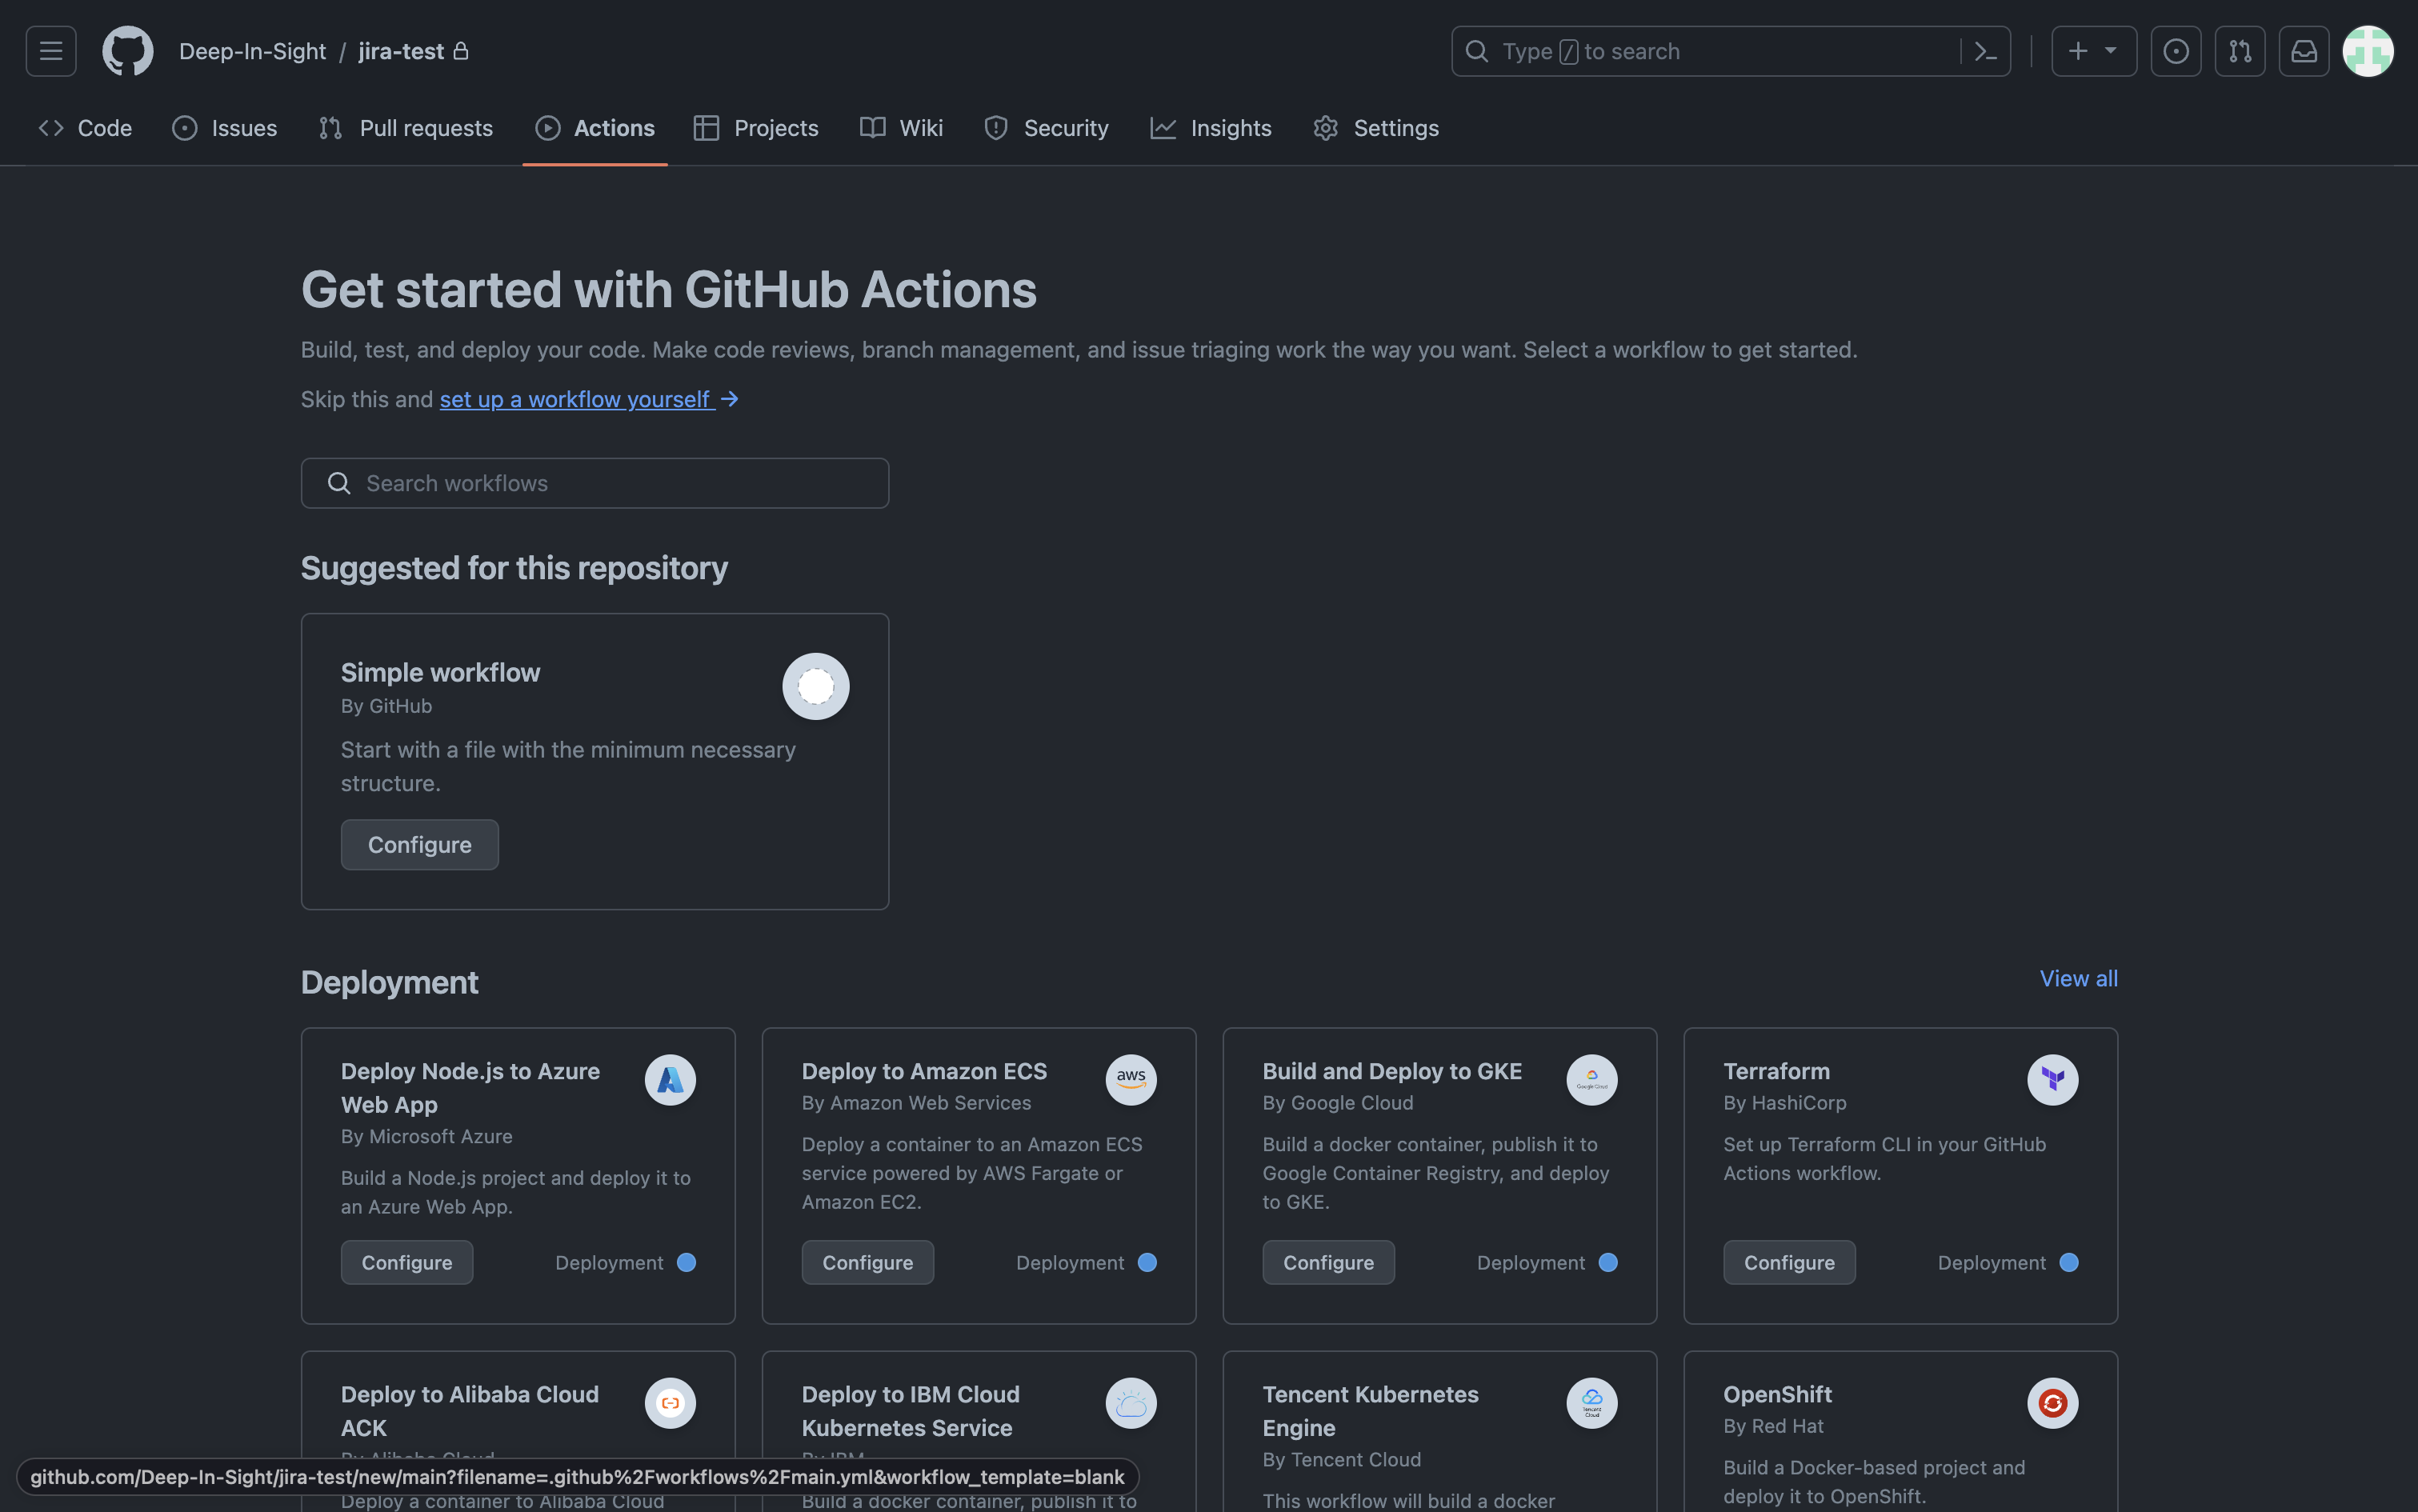 Deep-In-Sight / jira-test
Type / to search
Code
Issues
Pull requests
Actions
Projects
Wiki
Security
Insights
Settings
Get started with GitHub Actions
Build, test, and deploy your code. Make code reviews, branch management, and issue triaging work the way you want. Select a workflow to get started.
Skip this and set up a workflow yourself →
Search workflows
Suggested for this repository
Simple workflow
By GitHub
Start with a file with the minimum necessary
structure.
Configure
Deployment
View all
Deploy Node.js to Azure
Web App
By Microsoft Azure
Build a Node.js project and deploy it to
an Azure Web App.
Configure
Deployment
Deploy to Amazon ECS
By Amazon Web Services
Deploy a container to an Amazon ECS
service powered by AWS Fargate or
Amazon EC2.
Configure
Deployment
aws
Build and Deploy to GKE
By Google Cloud
Build a docker container, publish it to
Google Container Registry, and deploy
to GKE.
Configure
Deployment
Google Cloud
Terraform
By HashiCorp
Set up Terraform CLI in your GitHub
Actions workflow.
Configure
Deployment
Deploy to Alibaba Cloud
ACK
By Alibaba Cloud
Deploy a container to Alibaba Cloud
Deploy to IBM Cloud
Kubernetes Service
By IBM
Build a docker container, publish it to
Tencent Kubernetes
Engine
By Tencent Cloud
This workflow will build a docker
Tencent
Cloud
OpenShift
By Red Hat
Build a Docker-based project and
deploy it to OpenShift.
github.com/Deep-In-Sight/jira-test/new/main?filename=.github%2Fworkflows%2Fmain.yml&workflow_template=blank